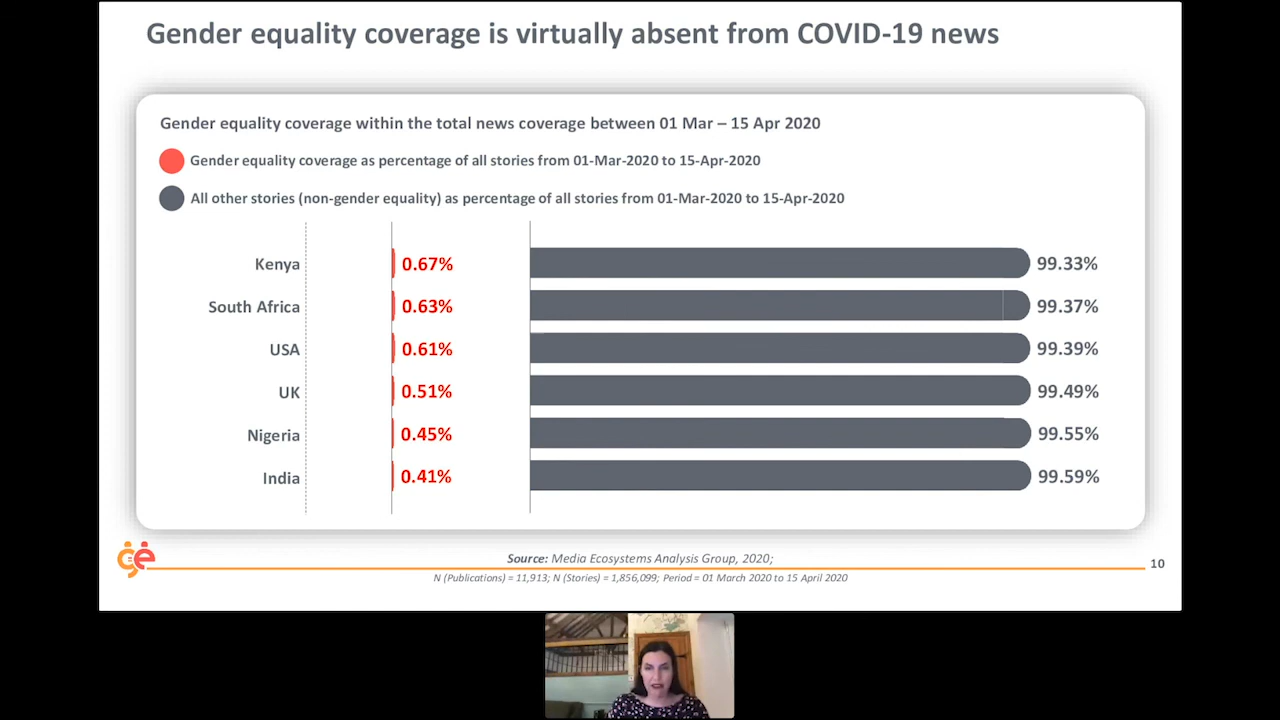 Gender equality coverage is virtually absent from COVID-19 news
Gender equality coverage within the total news coverage between 01 Mar – 15 Apr 2020
Gender equality coverage as percentage of all stories from 01-Mar-2020 to 15-Apr-2020
All other stories (non-gender equality) as percentage of all stories from 01-Mar-2020 to 15-Apr-2020
Kenya 0.67% 99.33%
South Africa 0.63% 99.37%
USA 0.61% 99.39%
UK 0.51% 99.49%
Nigeria 0.45% 99.55%
India 0.41% 99.59%
ge
Source: Media Ecosystems Analysis Group, 2020;
10
N (Publications) = 11,913; N (Stories) = 1,856,099; Period = 01 March 2020 to 15 April 2020